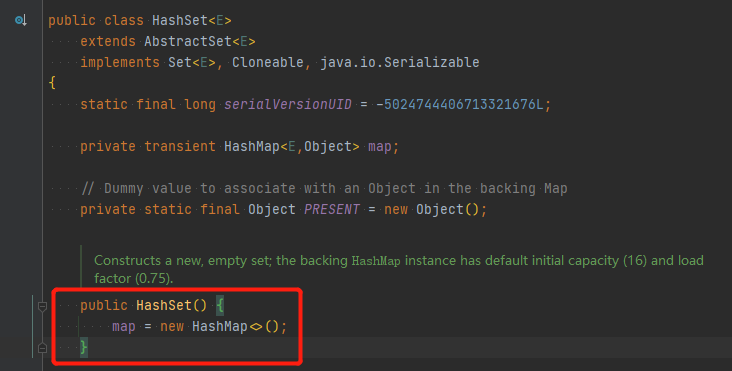 public class HashSet<E>
    extends AbstractSet<E>
    implements Set<E>, Cloneable, java.io.Serializable
{
    static final long serialVersionUID = -5024744406713321676L;
    private transient HashMap<E,Object> map;
    // Dummy value to associate with an Object in the backing Map
    private static final Object PRESENT = new Object();
    Constructs a new, empty set; the backing HashMap instance has default initial capacity (16) and load
    factor (0.75).
    public HashSet() {
        map = new HashMap<>();
    }